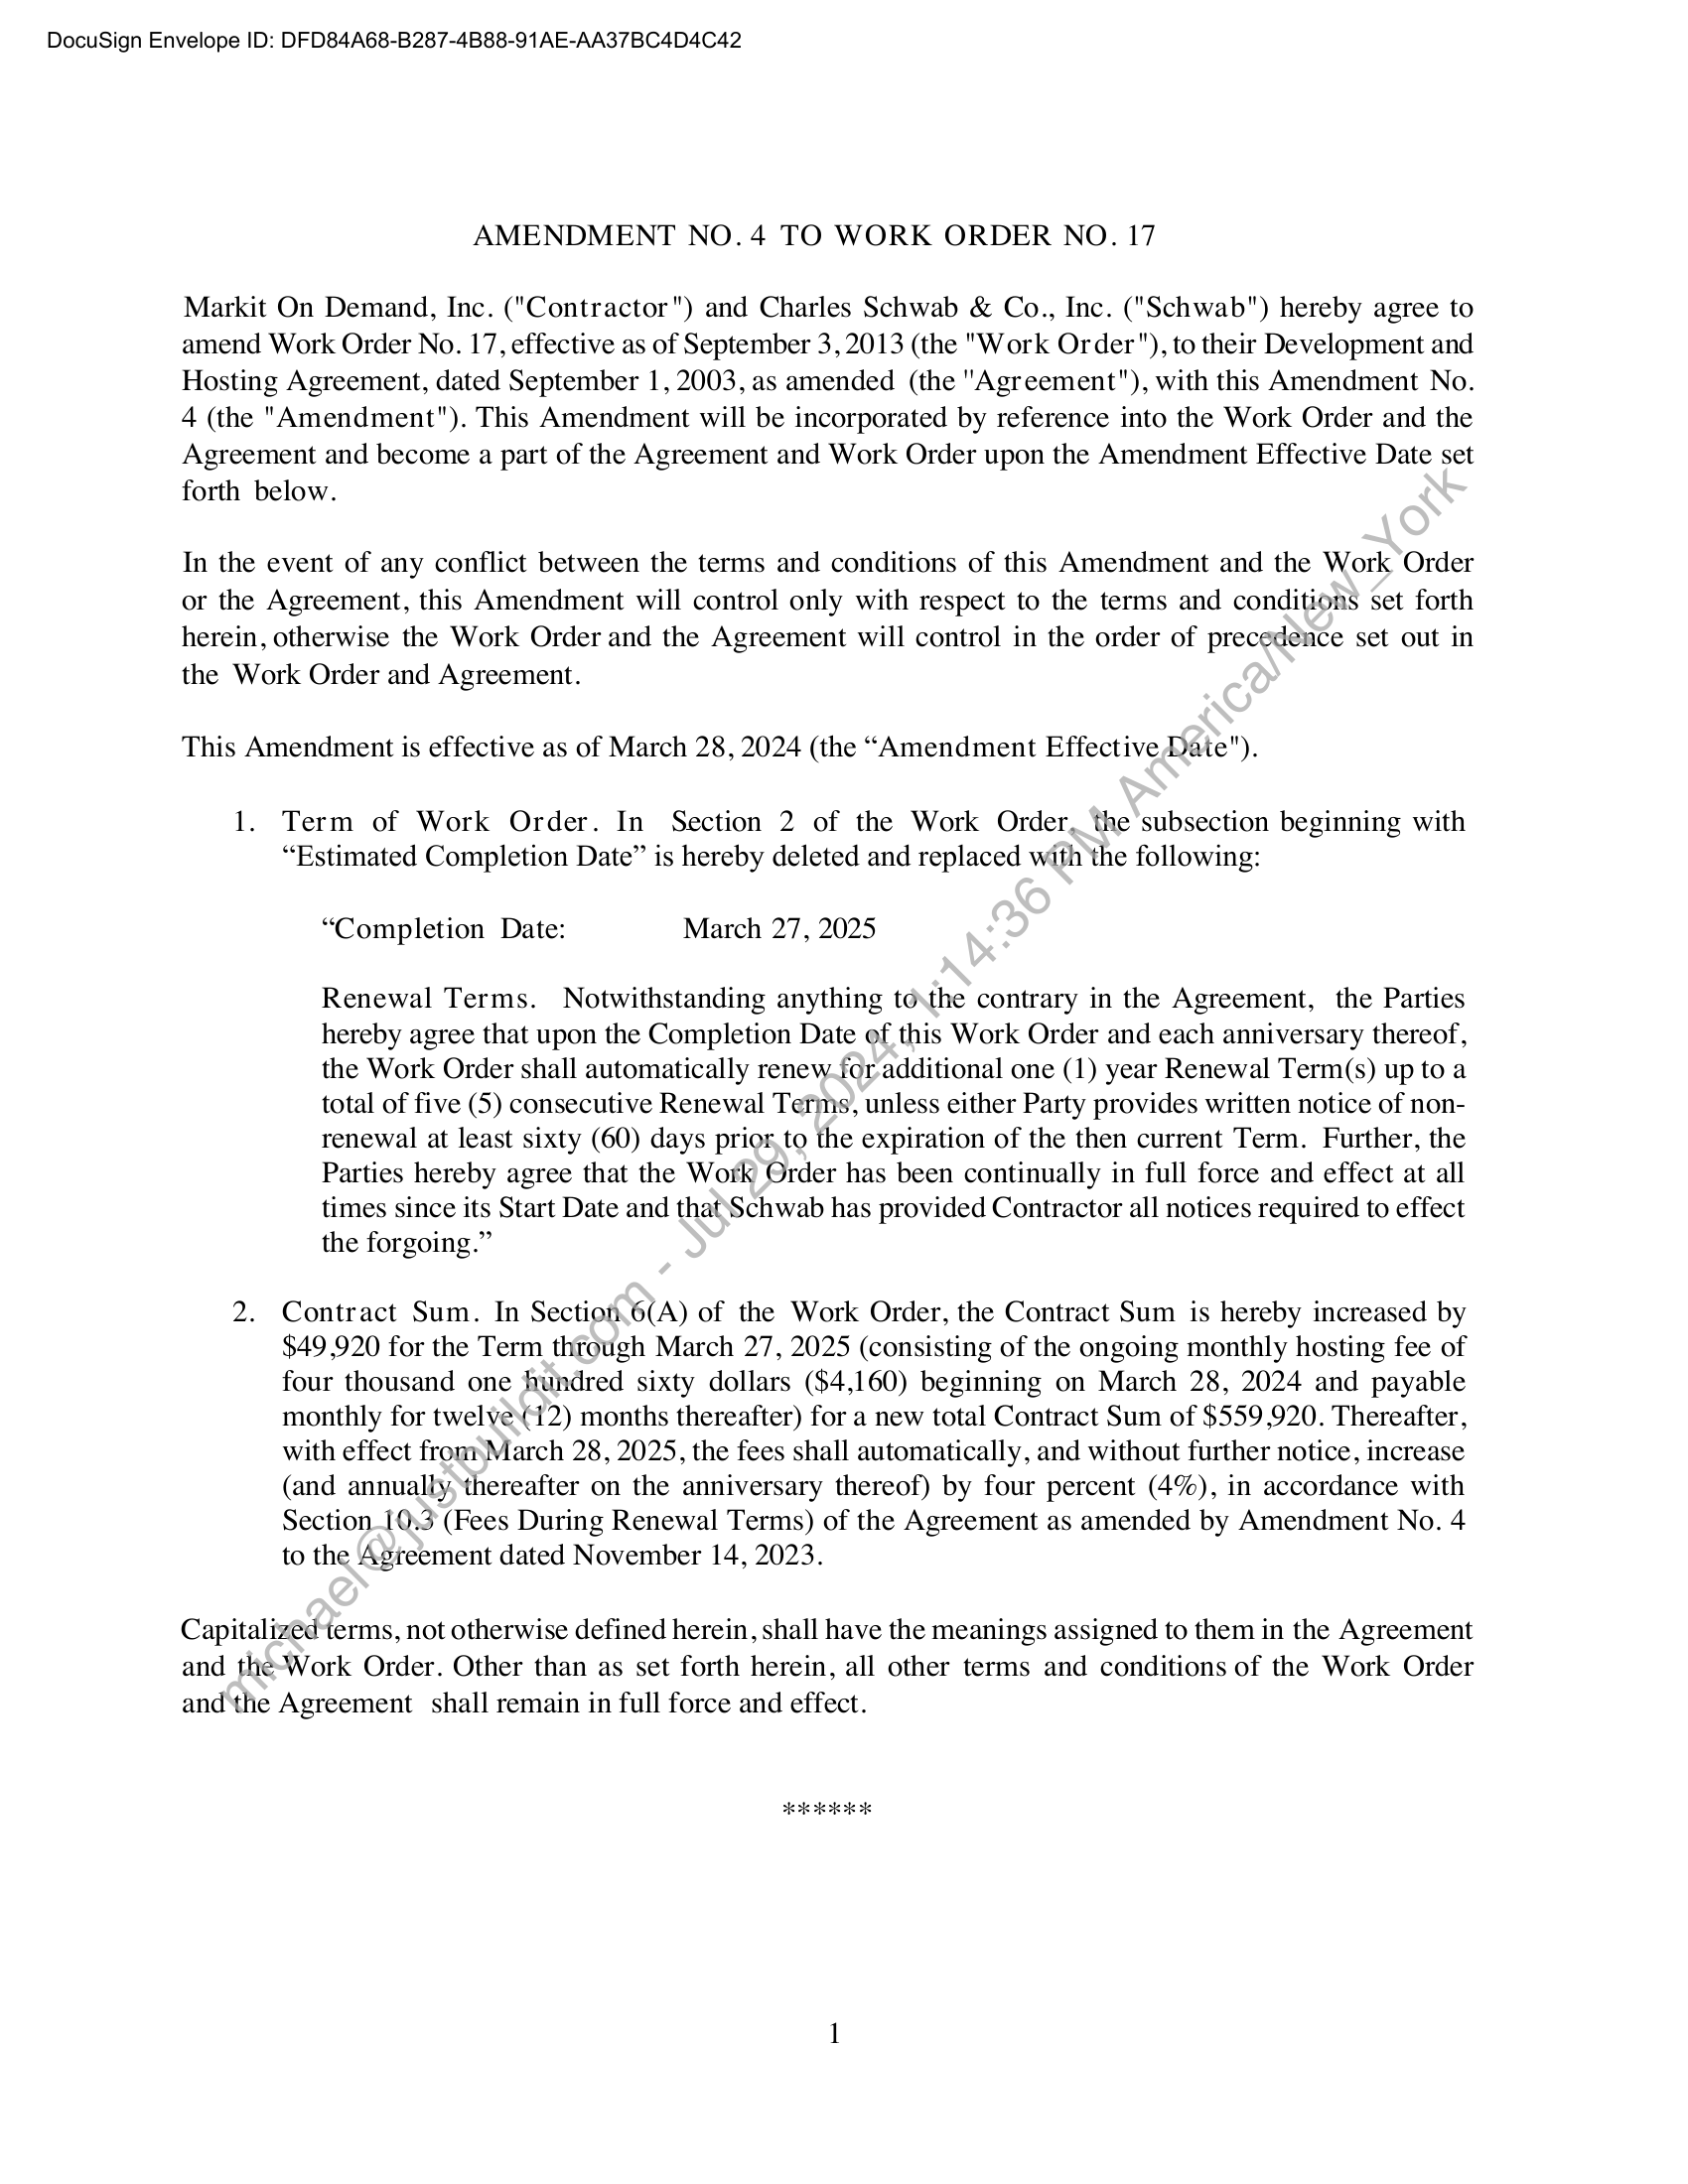 DocuSign Envelope ID: DFD84A68-B287-4B88-91AE-AA37BC4D4C42
AMENDMENT NO. 4 TO WORK ORDER NO. 17
Markit On Demand, Inc. ("Contractor") and Charles Schwab & Co., Inc. ("Schwab") hereby agree to
amend Work Order No. 17, effective as of September 3, 2013 (the "Work Order"), to their Development and
Hosting Agreement, dated September 1, 2003, as amended (the "Agreement"), with this Amendment No.
4 (the "Amendment"). This Amendment will be incorporated by reference into the Work Order and the
Agreement and become a part of the Agreement and Work Order upon the Amendment Effective Date set
forth below.
In the event of any conflict between the terms and conditions of this Amendment and the Work Order
or the Agreement, this Amendment will control only with respect to the terms and conditions set forth
herein, otherwise the Work Order and the Agreement will control in the order of precedence set out in
the Work Order and Agreement.
This Amendment is effective as of March 28, 2024 (the “Amendment Effective Date").
1. Term of Work Order. In Section 2 of the Work Order, the subsection beginning with
“Estimated Completion Date” is hereby deleted and replaced with the following:
“Completion Date: March 27, 2025
Renewal Terms. Notwithstanding anything to the contrary in the Agreement, the Parties
hereby agree that upon the Completion Date of this Work Order and each anniversary thereof,
the Work Order shall automatically renew for additional one (1) year Renewal Term(s) up to a
total of five (5) consecutive Renewal Terms, unless either Party provides written notice of non-
renewal at least sixty (60) days prior to the expiration of the then current Term. Further, the
Parties hereby agree that the Work Order has been continually in full force and effect at all
times since its Start Date and that Schwab has provided Contractor all notices required to effect
the forgoing.”
2. Contract Sum. In Section 6(A) of the Work Order, the Contract Sum is hereby increased by
$49,920 for the Term through March 27, 2025 (consisting of the ongoing monthly hosting fee of
four thousand one hundred sixty dollars ($4,160) beginning on March 28, 2024 and payable
monthly for twelve (12) months thereafter) for a new total Contract Sum of $559,920. Thereafter,
with effect from March 28, 2025, the fees shall automatically, and without further notice, increase
(and annually thereafter on the anniversary thereof) by four percent (4%), in accordance with
Section 10.3 (Fees During Renewal Terms) of the Agreement as amended by Amendment No. 4
to the Agreement dated November 14, 2023.
Capitalized terms, not otherwise defined herein, shall have the meanings assigned to them in the Agreement
and the Work Order. Other than as set forth herein, all other terms and conditions of the Work Order
and the Agreement shall remain in full force and effect.
******
1
michael@justbuildit.com - Jul 29, 2024, 1:14:36 PM America/New_York